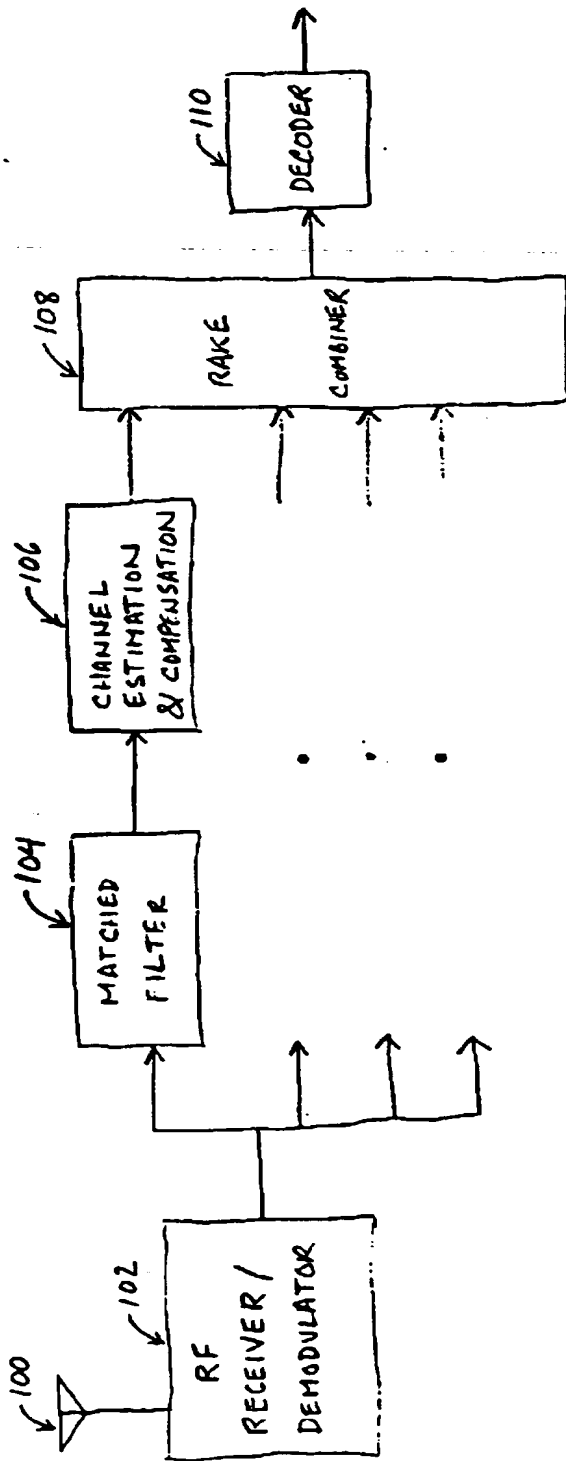 100
102
RF
RECEIVER /
DEMODULATOR
104
MATCHED
FILTER
106
CHANNEL
ESTIMATION
& COMPENSATION
108
RAKE
COMBINER
110
DECODER